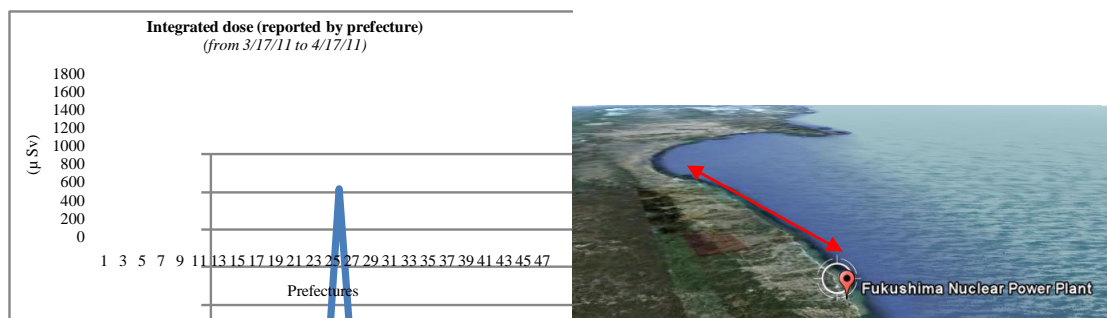 Integrated dose (reported by prefecture)
(from 3/17/11 to 4/17/11)
1800
1600
1400
1200
1000
800
600
400
200
0
(µ Sv)
1 3 5 7 9 11 13 15 17 19 21 23 25 27 29 31 33 35 37 39 41 43 45 47
Prefectures
Fukushima Nuclear Power Plant